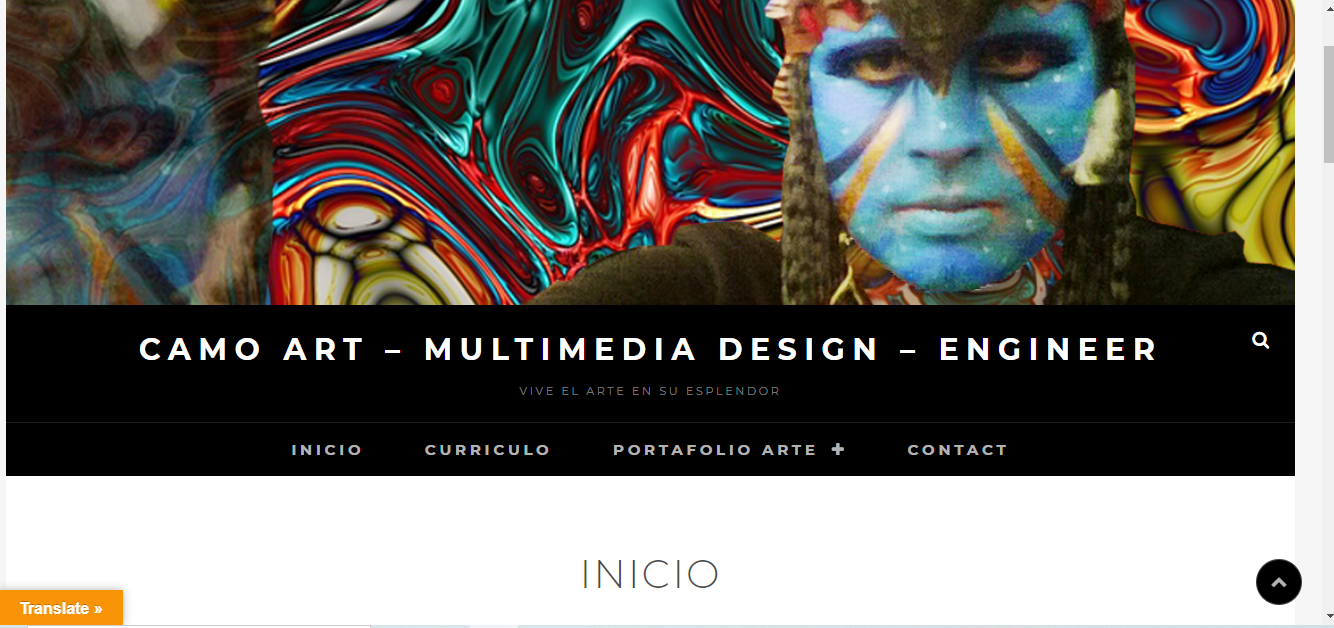 CAMO ART – MULTIMEDIA DESIGN – ENGINEER
VIVE EL ARTE EN SU ESPLENDOR
INICIO CURRICULO PORTAFOLIO ARTE + CONTACT
INICIO
Translate »